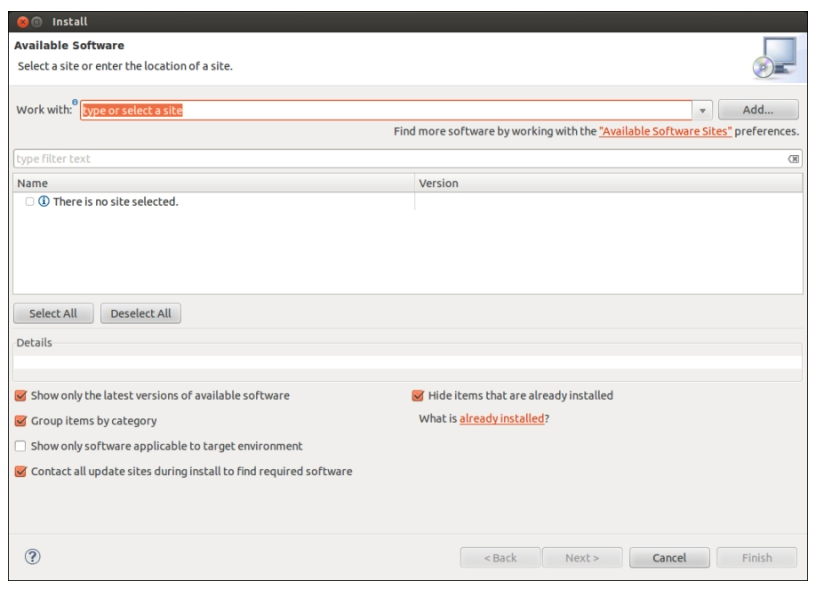 Install
Available Software
Select a site or enter the location of a site.
Work with: type or select a site Add...
Find more software by working with the "Available Software Sites" preferences.
type filter text
Name Version
There is no site selected.
Select All Deselect All
Details
Show only the latest versions of available software Hide items that are already installed
Group items by category What is already installed?
Show only software applicable to target environment
Contact all update sites during install to find required software
< Back Next > Cancel Finish